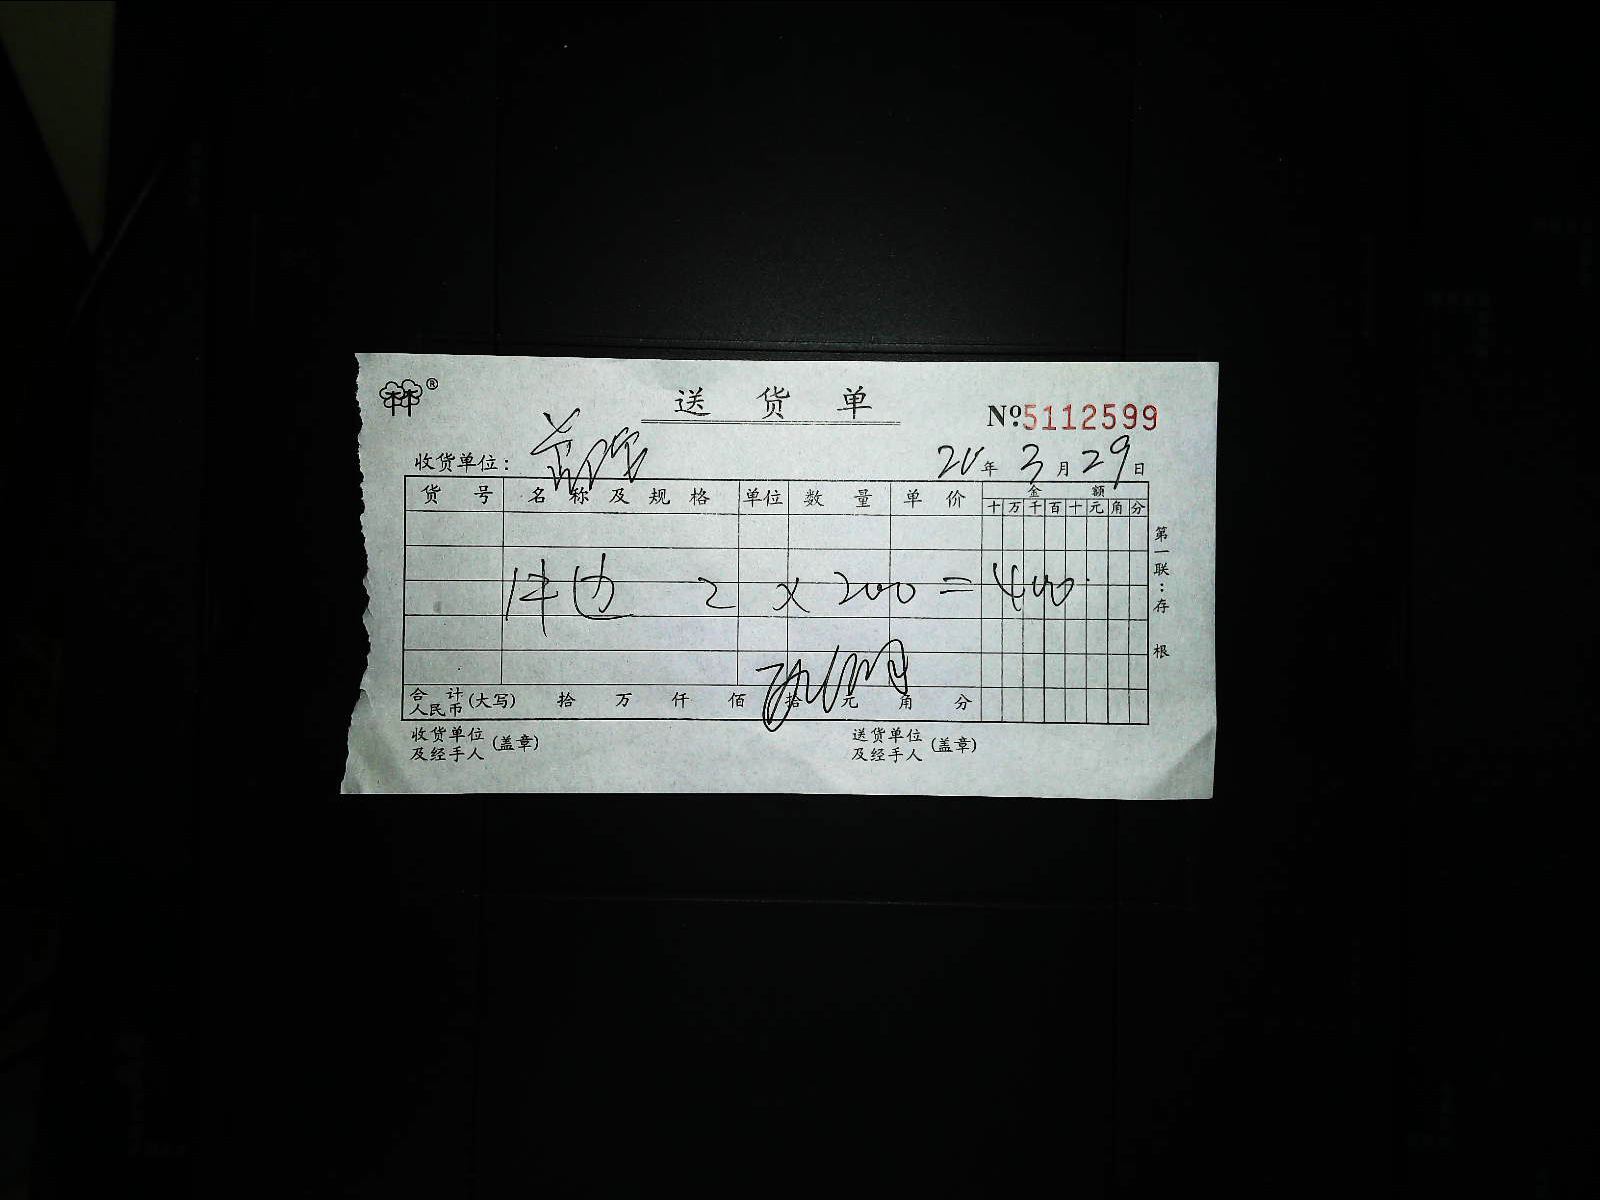 ®
送货单
№5112599
收货单位：
20年3月29日
货号 名称及规格 单位 数量 单价 金额
十万千百十元角分
2 x 200 = 400
合计人民币(大写) 拾 万 仟 佰 拾 元 角 分
收货单位及经手人(盖章) 送货单位及经手人(盖章)
第一联：存根